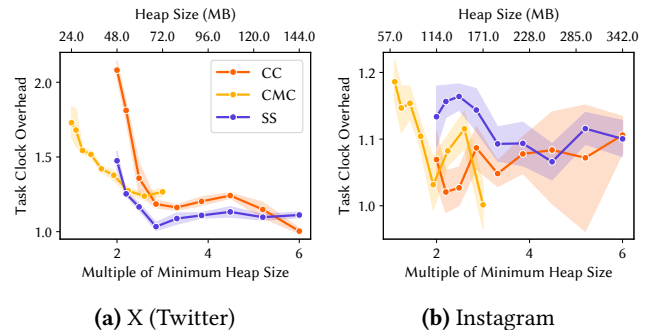 Heap Size (MB)
24.0 48.0 72.0 96.0 120.0 144.0
Task Clock Overhead
2.0
1.5
1.0
CC
CMC
SS
2 4 6
Multiple of Minimum Heap Size
(a) X (Twitter)
Heap Size (MB)
57.0 114.0 171.0 228.0 285.0 342.0
Task Clock Overhead
1.2
1.1
1.0
2 4 6
Multiple of Minimum Heap Size
(b) Instagram